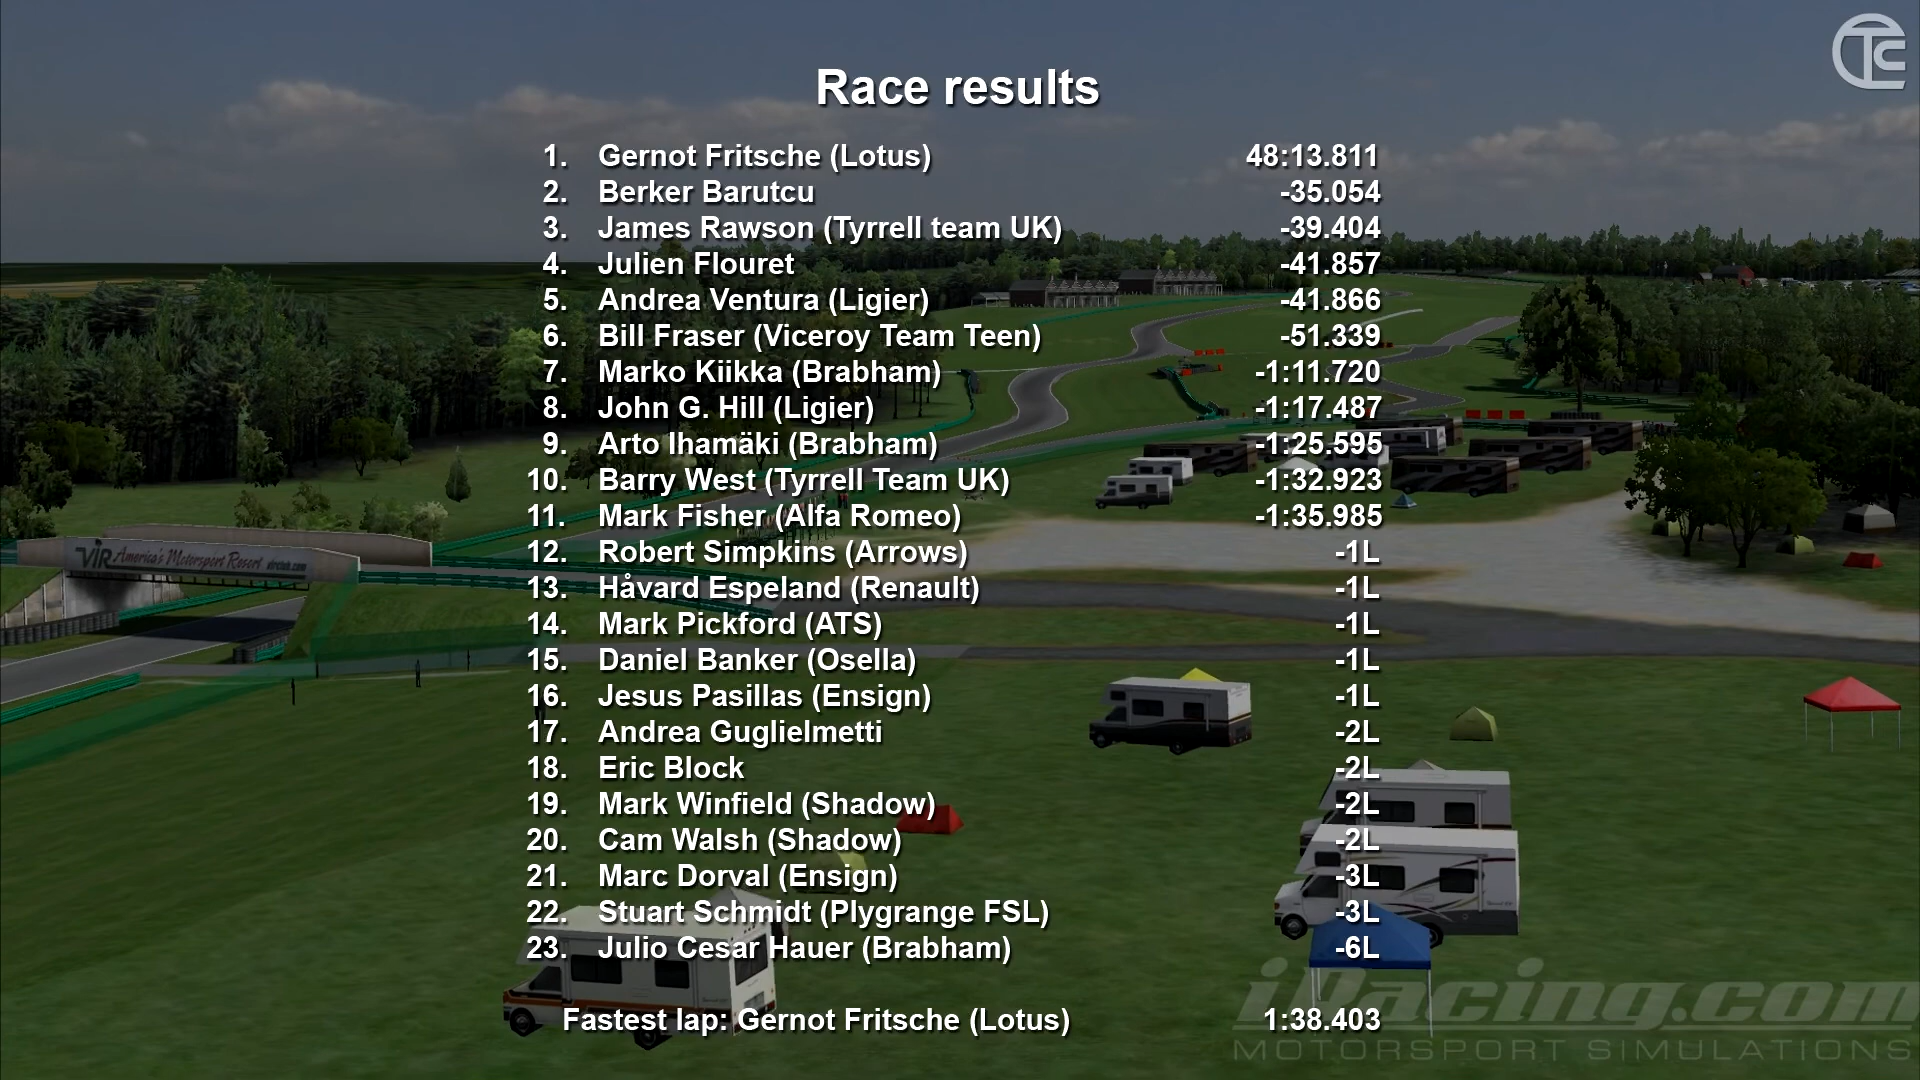 TC
Race results
1. Gernot Fritsche (Lotus) 48:13.811
2. Berker Barutcu -35.054
3. James Rawson (Tyrrell team UK) -39.404
4. Julien Flouret -41.857
5. Andrea Ventura (Ligier) -41.866
6. Bill Fraser (Viceroy Team Teen) -51.339
7. Marko Kiikka (Brabham) -1:11.720
8. John G. Hill (Ligier) -1:17.487
9. Arto Ihamäki (Brabham) -1:25.595
10. Barry West (Tyrrell Team UK) -1:32.923
11. Mark Fisher (Alfa Romeo) -1:35.985
12. Robert Simpkins (Arrows) -1L
13. Håvard Espeland (Renault) -1L
14. Mark Pickford (ATS) -1L
15. Daniel Banker (Osella) -1L
16. Jesus Pasillas (Ensign) -1L
17. Andrea Guglielmetti -2L
18. Eric Block -2L
19. Mark Winfield (Shadow) -2L
20. Cam Walsh (Shadow) -2L
21. Marc Dorval (Ensign) -3L
22. Stuart Schmidt (Plygrange FSL) -3L
23. Julio Cesar Hauer (Brabham) -6L
Fastest lap: Gernot Fritsche (Lotus) 1:38.403
VIR America's Motorsport Resort virclub.com
iRacing.com
MOTORSPORT SIMULATIONS